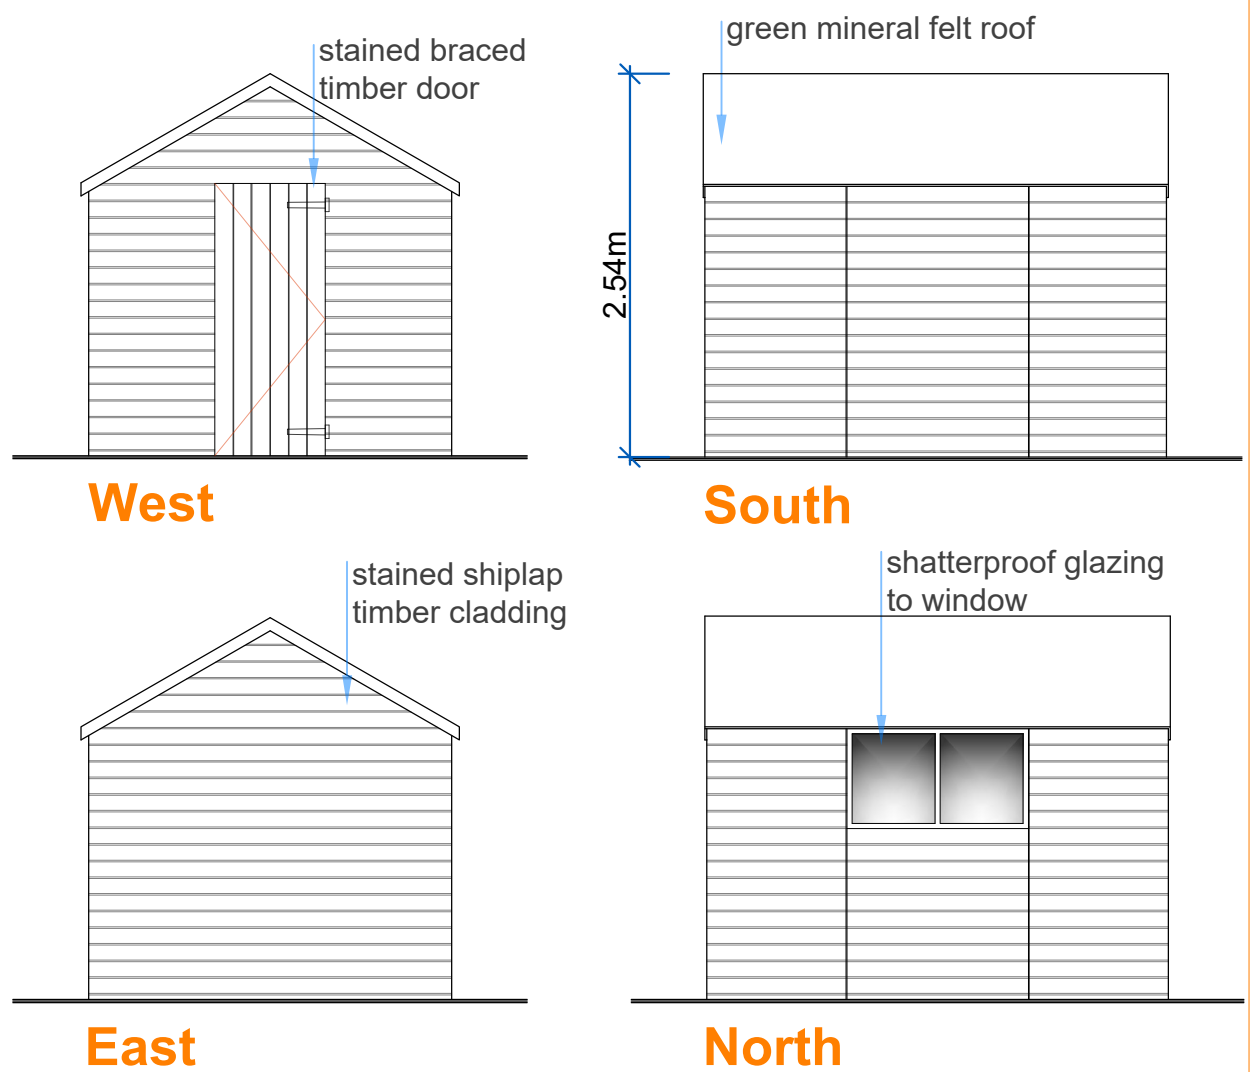 stained braced
timber door
green mineral felt roof
2.54m
West
South
stained shiplap
timber cladding
shatterproof glazing
to window
East
North